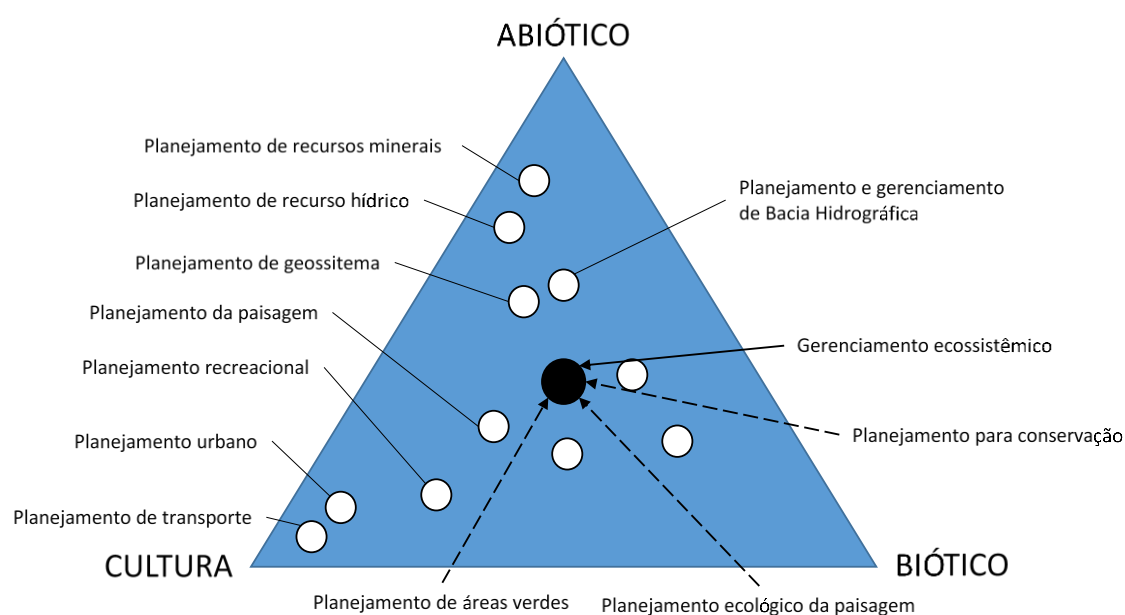 ABIÓTICO
Planejamento de recursos minerais
Planejamento e gerenciamento
de Bacia Hidrográfica
Planejamento de recurso hídrico
Planejamento de geossitema
Planejamento da paisagem
Gerenciamento ecossistêmico
Planejamento recreacional
Planejamento para conservação
Planejamento urbano
Planejamento de transporte
CULTURA
BIÓTICO
Planejamento de áreas verdes
Planejamento ecológico da paisagem